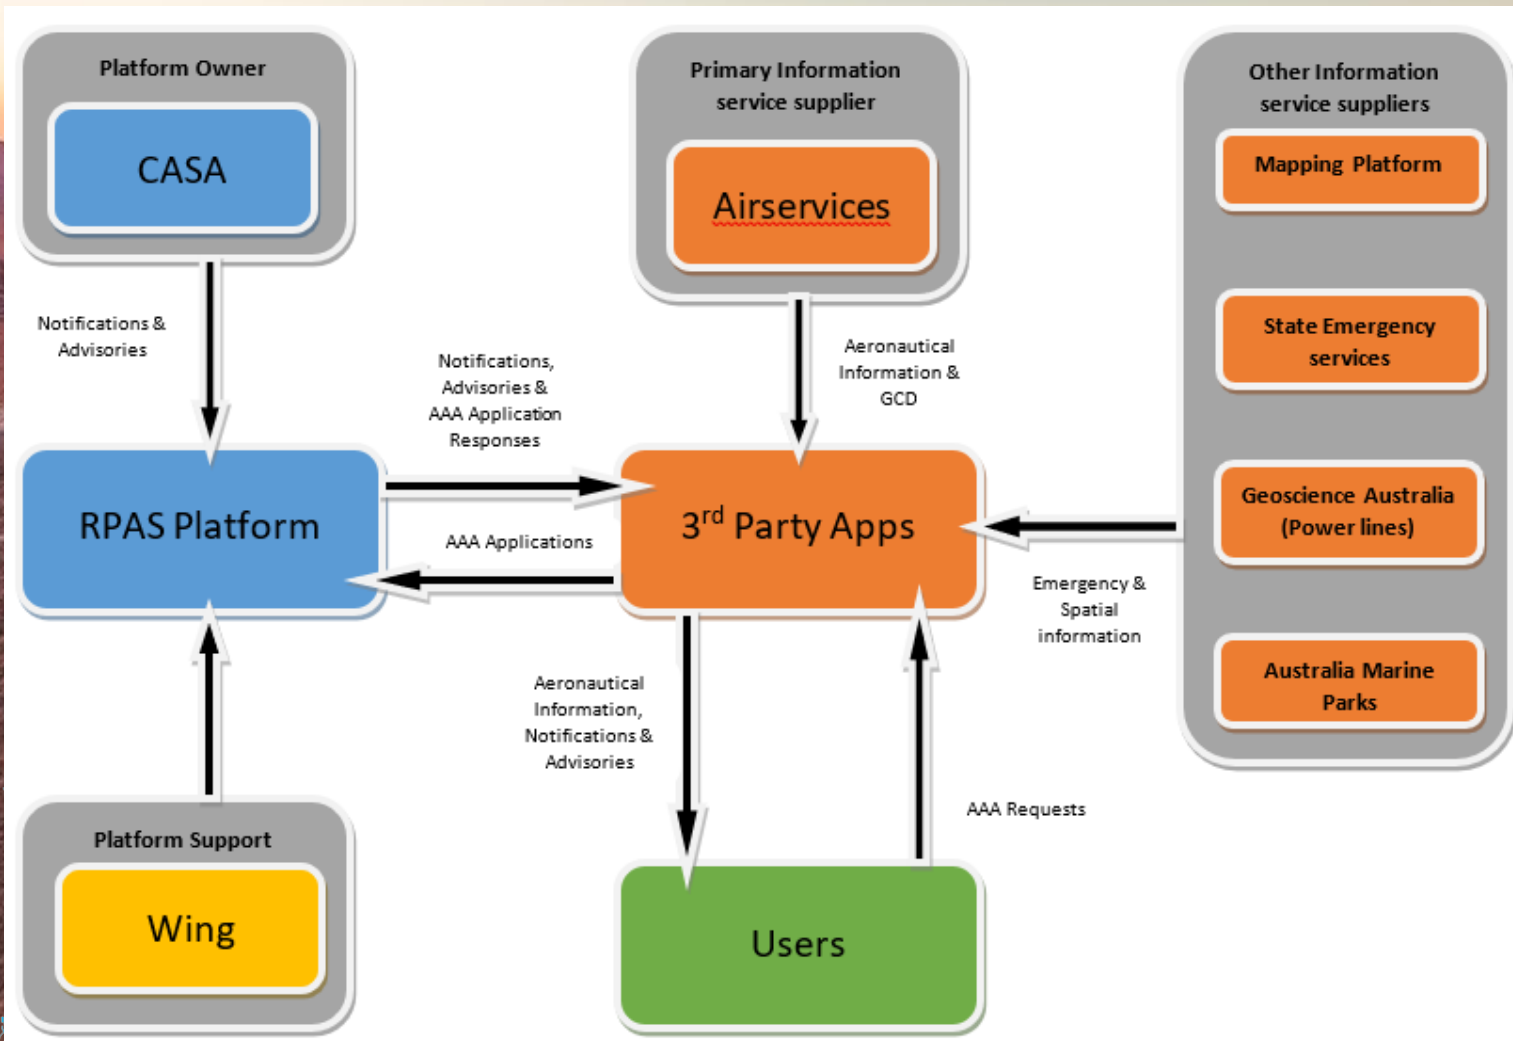 Platform Owner
CASA
Primary Information
service supplier
Airservices
Other Information
service suppliers
Mapping Platform
State Emergency
services
Geoscience Australia
(Power lines)
Australia Marine
Parks
Notifications &
Advisories
Notifications,
Advisories &
AAA Application
Responses
Aeronautical
Information &
GCD
RPAS Platform
AAA Applications
3rd Party Apps
Emergency &
Spatial
information
Aeronautical
Information,
Notifications &
Advisories
AAA Requests
Platform Support
Wing
Users